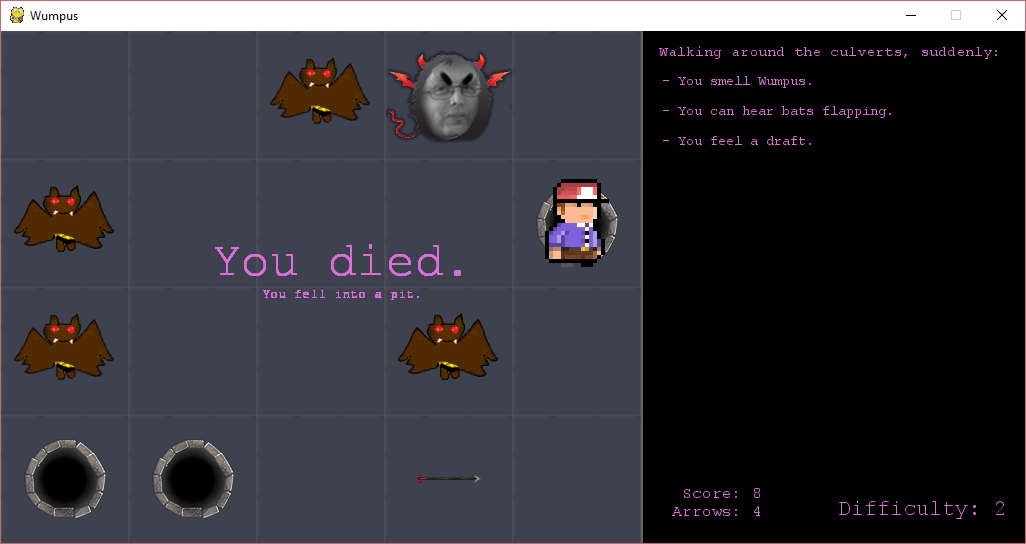 Wumpus
Walking around the culverts, suddenly:
- You smell Wumpus.
- You can hear bats flapping.
- You feel a draft.
You died.
You fell into a pit.
Score: 8
Arrows: 4
Difficulty: 2